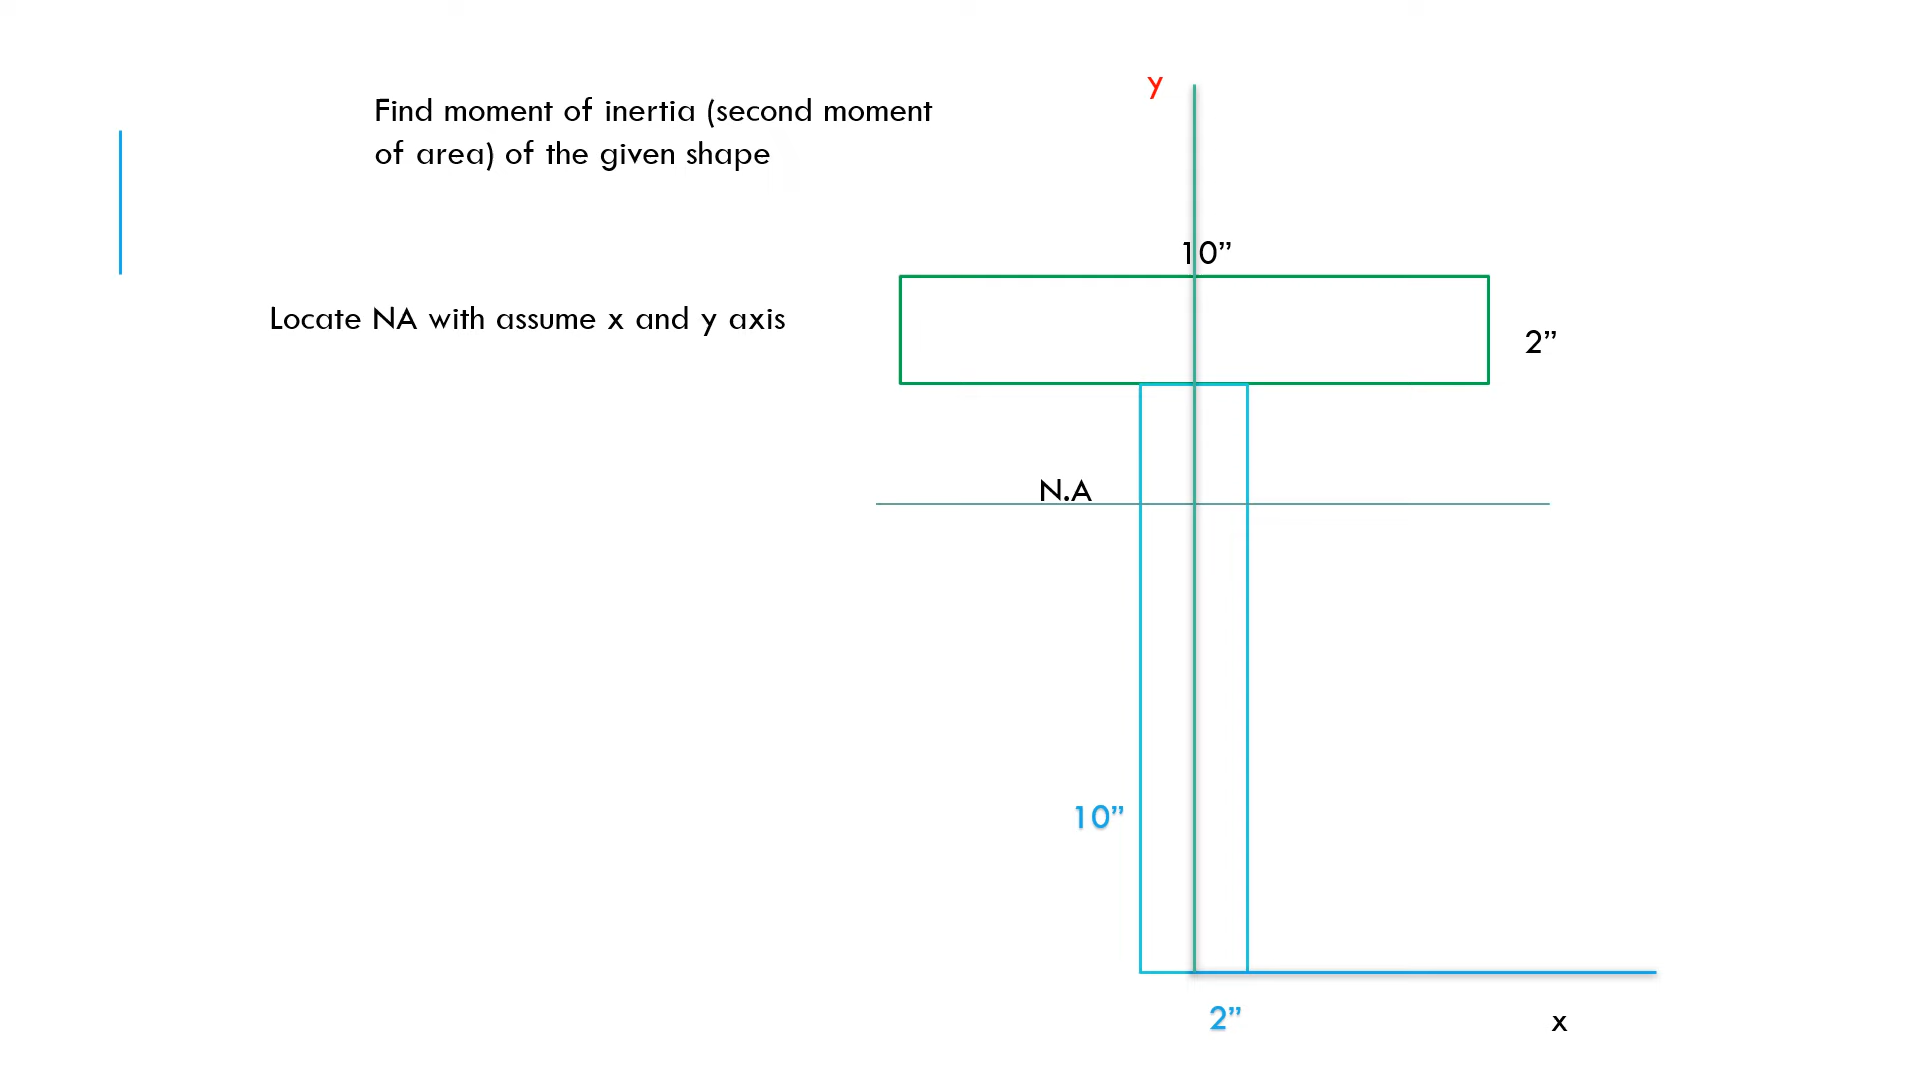 Find moment of inertia (second moment
of area) of the given shape
Locate NA with assume x and y axis
y
10”
2”
N.A
10”
2”
x